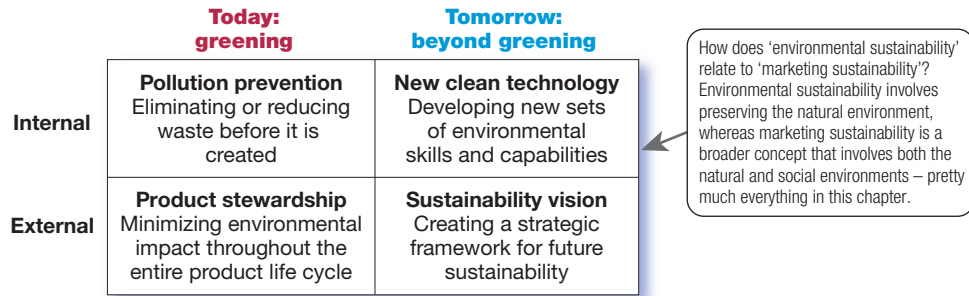 Today:
greening
Tomorrow:
beyond greening
Internal
Pollution prevention
Eliminating or reducing
waste before it is
created
New clean technology
Developing new sets
of environmental
skills and capabilities
External
Product stewardship
Minimizing environmental
impact throughout the
entire product life cycle
Sustainability vision
Creating a strategic
framework for future
sustainability
How does ‘environmental sustainability’
relate to ‘marketing sustainability’?
Environmental sustainability involves
preserving the natural environment,
whereas marketing sustainability is a
broader concept that involves both the
natural and social environments – pretty
much everything in this chapter.